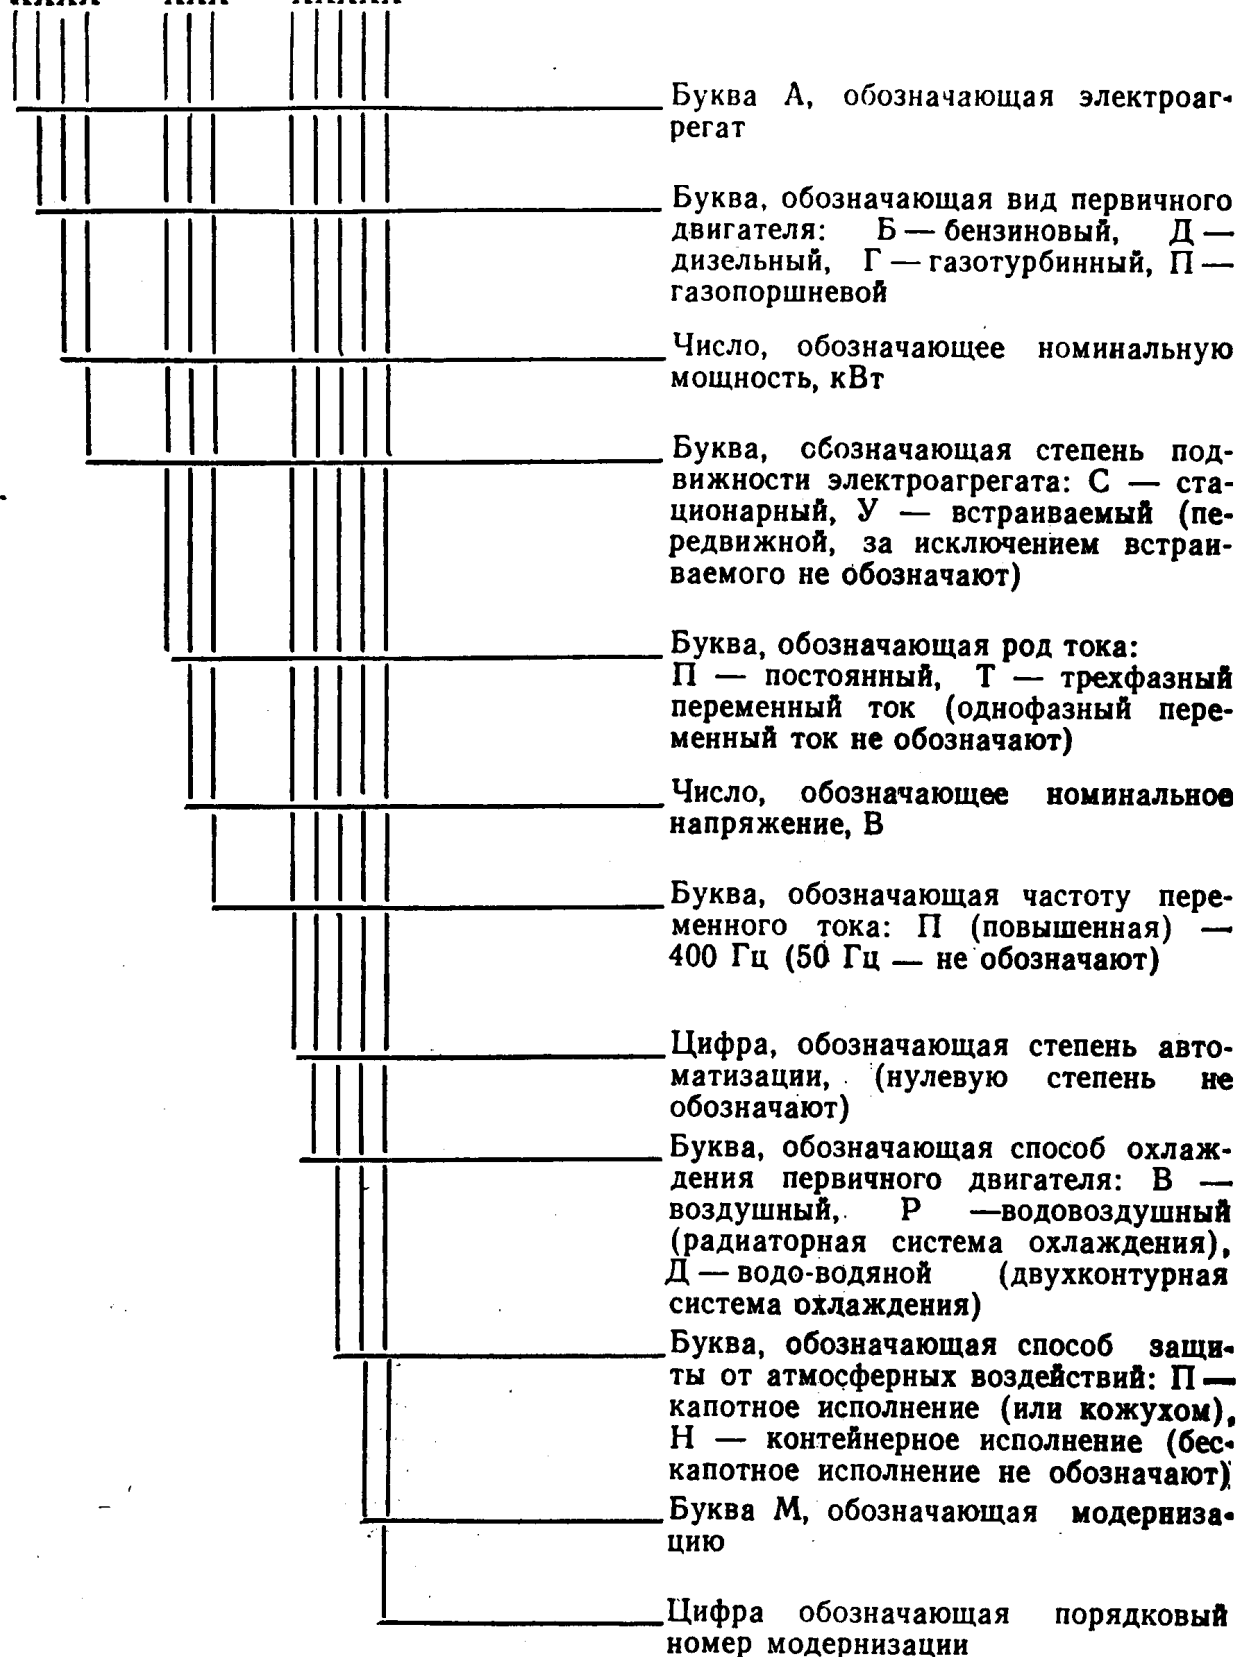 Буква А, обозначающая электроаг-
регат
Буква, обозначающая вид первичного
двигателя: Б — бензиновый, Д —
дизельный, Г — газотурбинный, П —
газопоршневой
Число, обозначающее номинальную
мощность, кВт
Буква, обозначающая степень под-
вижности электроагрегата: С — ста-
ционарный, У — встраиваемый (пе-
редвижной, за исключением встраи-
ваемого не обозначают)
Буква, обозначающая род тока:
П — постоянный, Т — трехфазный
переменный ток (однофазный пере-
менный ток не обозначают)
Число, обозначающее номинальное
напряжение, В
Буква, обозначающая частоту пере-
менного тока: П (повышенная) —
400 Гц (50 Гц — не обозначают)
Цифра, обозначающая степень авто-
матизации, (нулевую степень не
обозначают)
Буква, обозначающая способ охлаж-
дения первичного двигателя: В —
воздушный, Р —водовоздушный
(радиаторная система охлаждения),
Д — водо-водяной (двухконтурная
система охлаждения)
Буква, обозначающая способ защи-
ты от атмосферных воздействий: П —
капотное исполнение (или кожухом),
Н — контейнерное исполнение (бес-
капотное исполнение не обозначают)
Буква М, обозначающая модерниза-
цию
Цифра обозначающая порядковый
номер модернизации